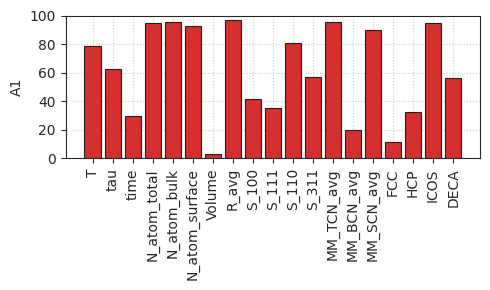 100
80
60
40
20
0
A1
T
tau
time
N_atom_total
N_atom_bulk
N_atom_surface
Volume
R_avg
S_100
S_111
S_110
S_311
MM_TCN_avg
MM_BCN_avg
MM_SCN_avg
FCC
HCP
ICOS
DECA